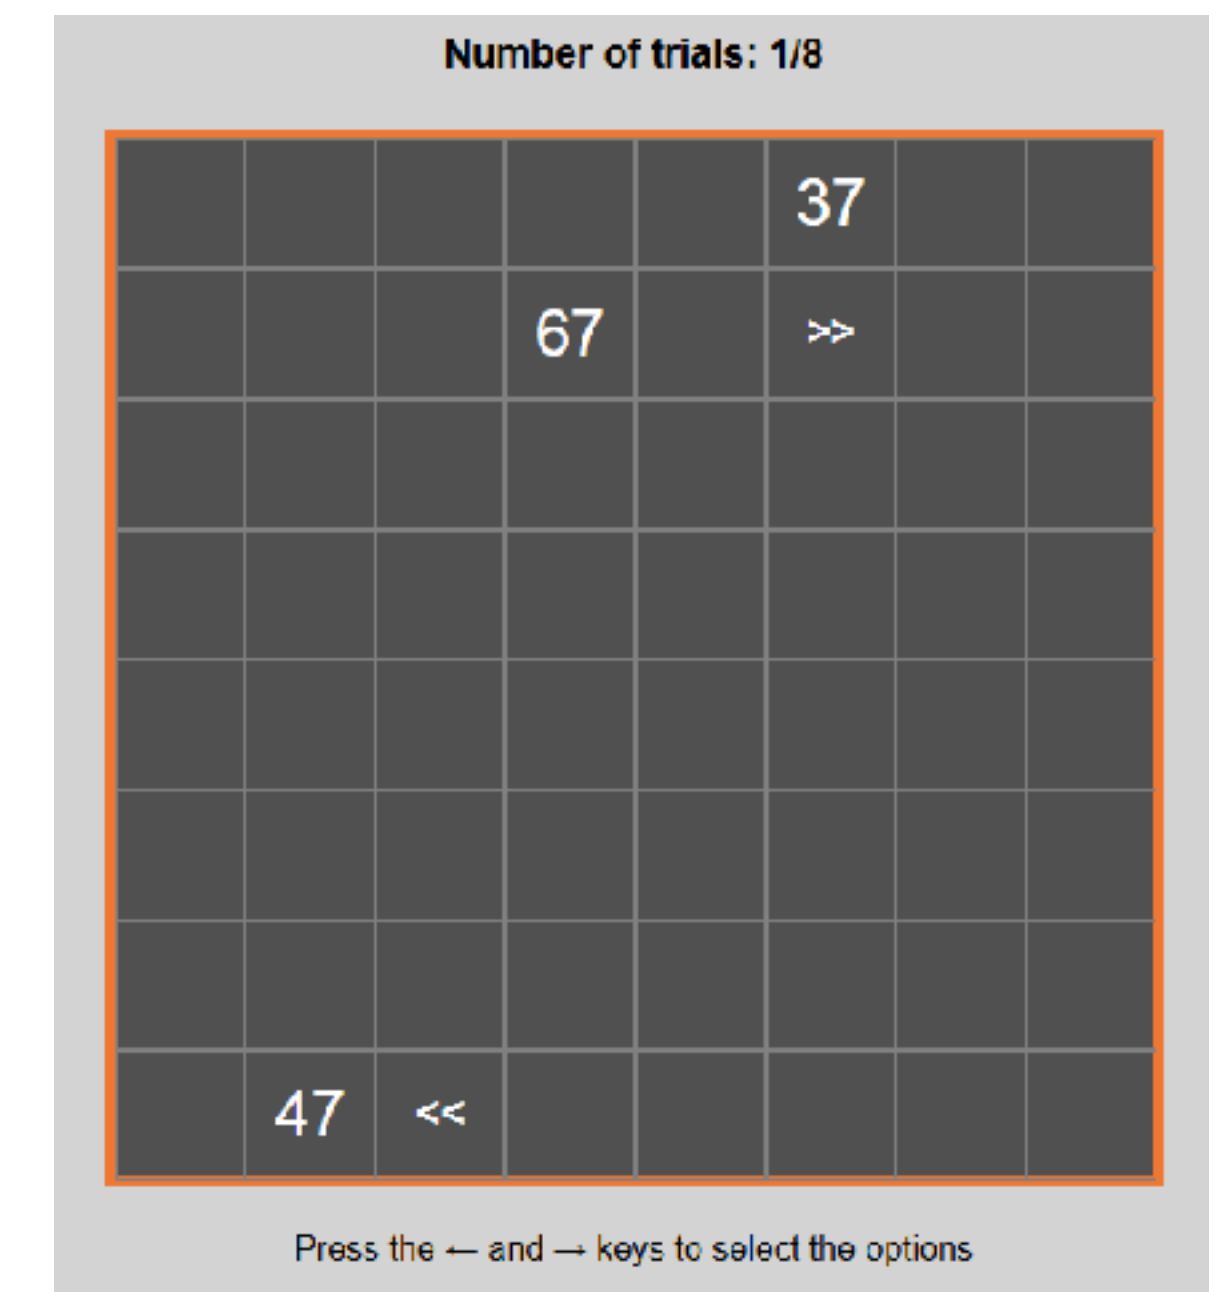 Number of trials: 1/8
37
67 >>
47 <<
Press the ← and → keys to select the options